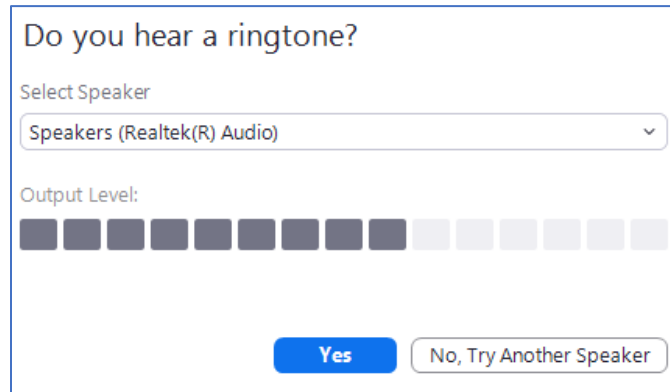 Do you hear a ringtone?
Select Speaker
Speakers (Realtek(R) Audio)
Output Level:
Yes
No, Try Another Speaker